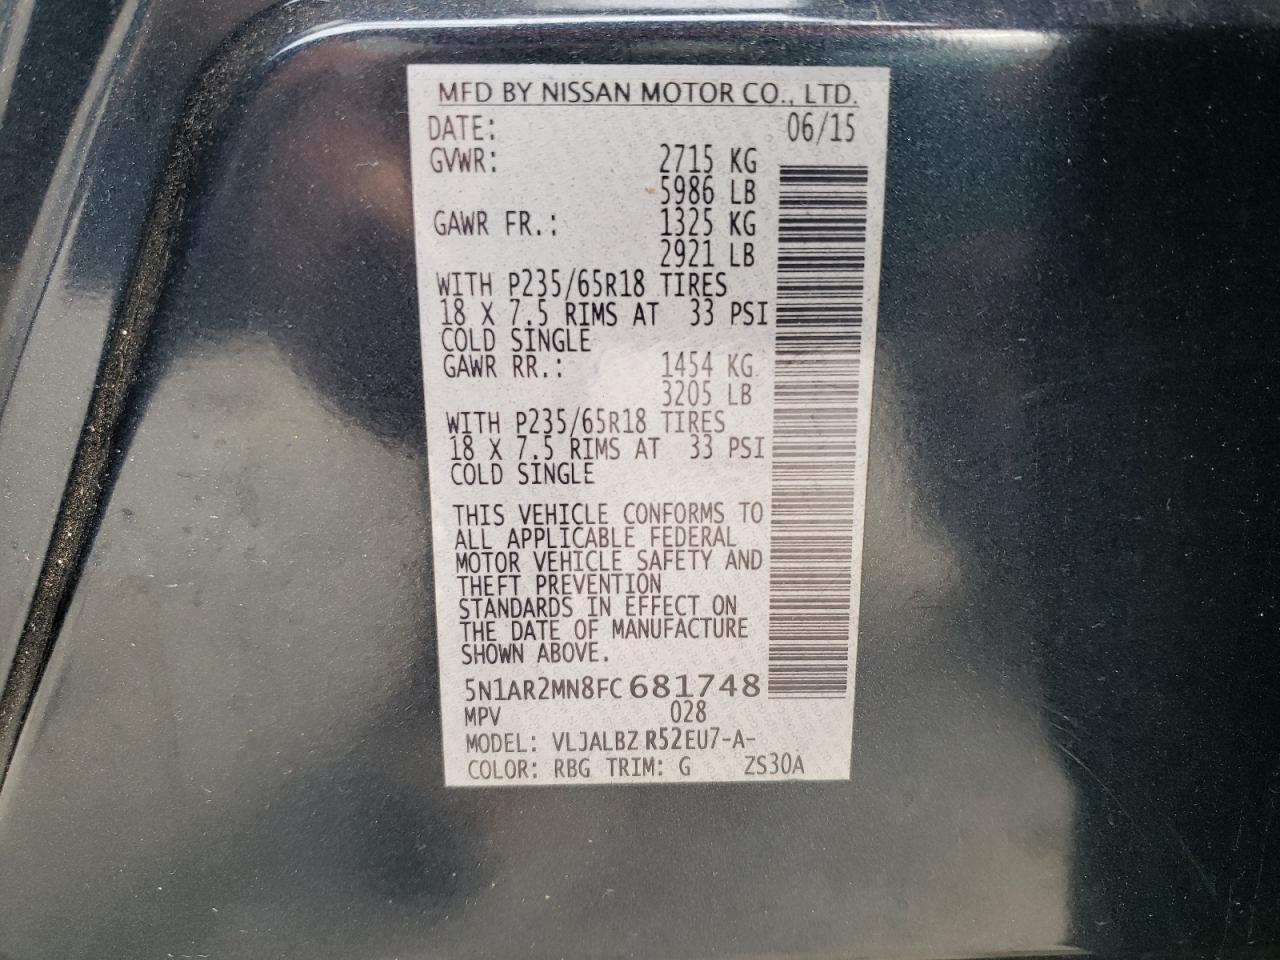 MFD BY NISSAN MOTOR CO., LTD.
DATE: 06/15
GVWR: 2715 KG
5986 LB
GAWR FR.: 1325 KG
2921 LB
WITH P235/65R18 TIRES
18 X 7.5 RIMS AT 33 PSI
COLD SINGLE
GAWR RR.: 1454 KG
3205 LB
WITH P235/65R18 TIRES
18 X 7.5 RIMS AT 33 PSI
COLD SINGLE
THIS VEHICLE CONFORMS TO
ALL APPLICABLE FEDERAL
MOTOR VEHICLE SAFETY AND
THEFT PREVENTION
STANDARDS IN EFFECT ON
THE DATE OF MANUFACTURE
SHOWN ABOVE.
5N1AR2MN8FC681748
MPV 028
MODEL: VLJALBZ R52EU7-A-
COLOR: RBG TRIM: G ZS30A